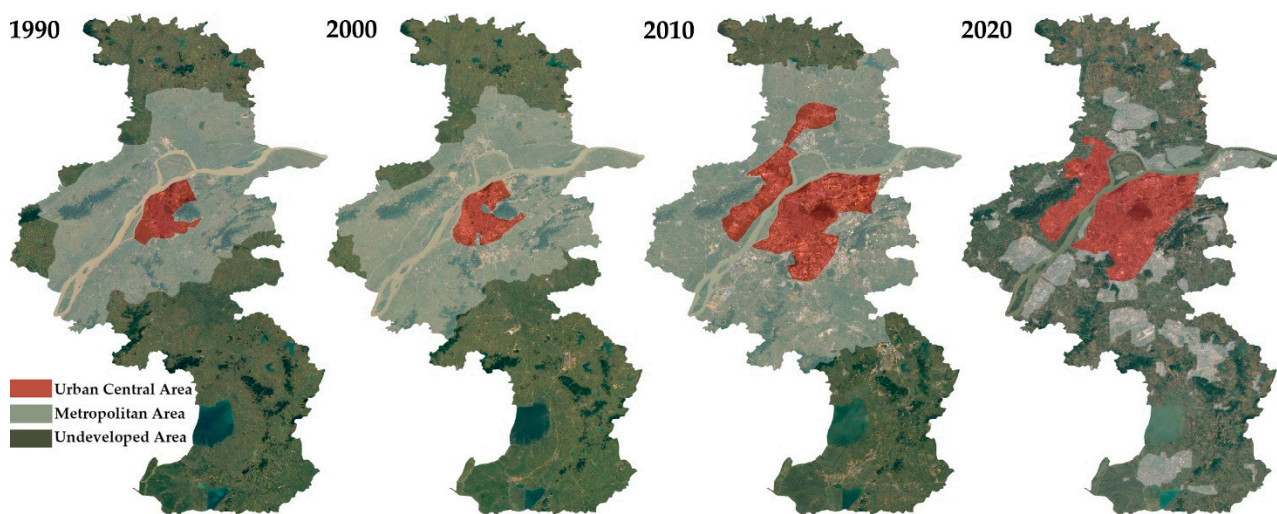 1990
2000
2010
2020
Urban Central Area
Metropolitan Area
Undeveloped Area